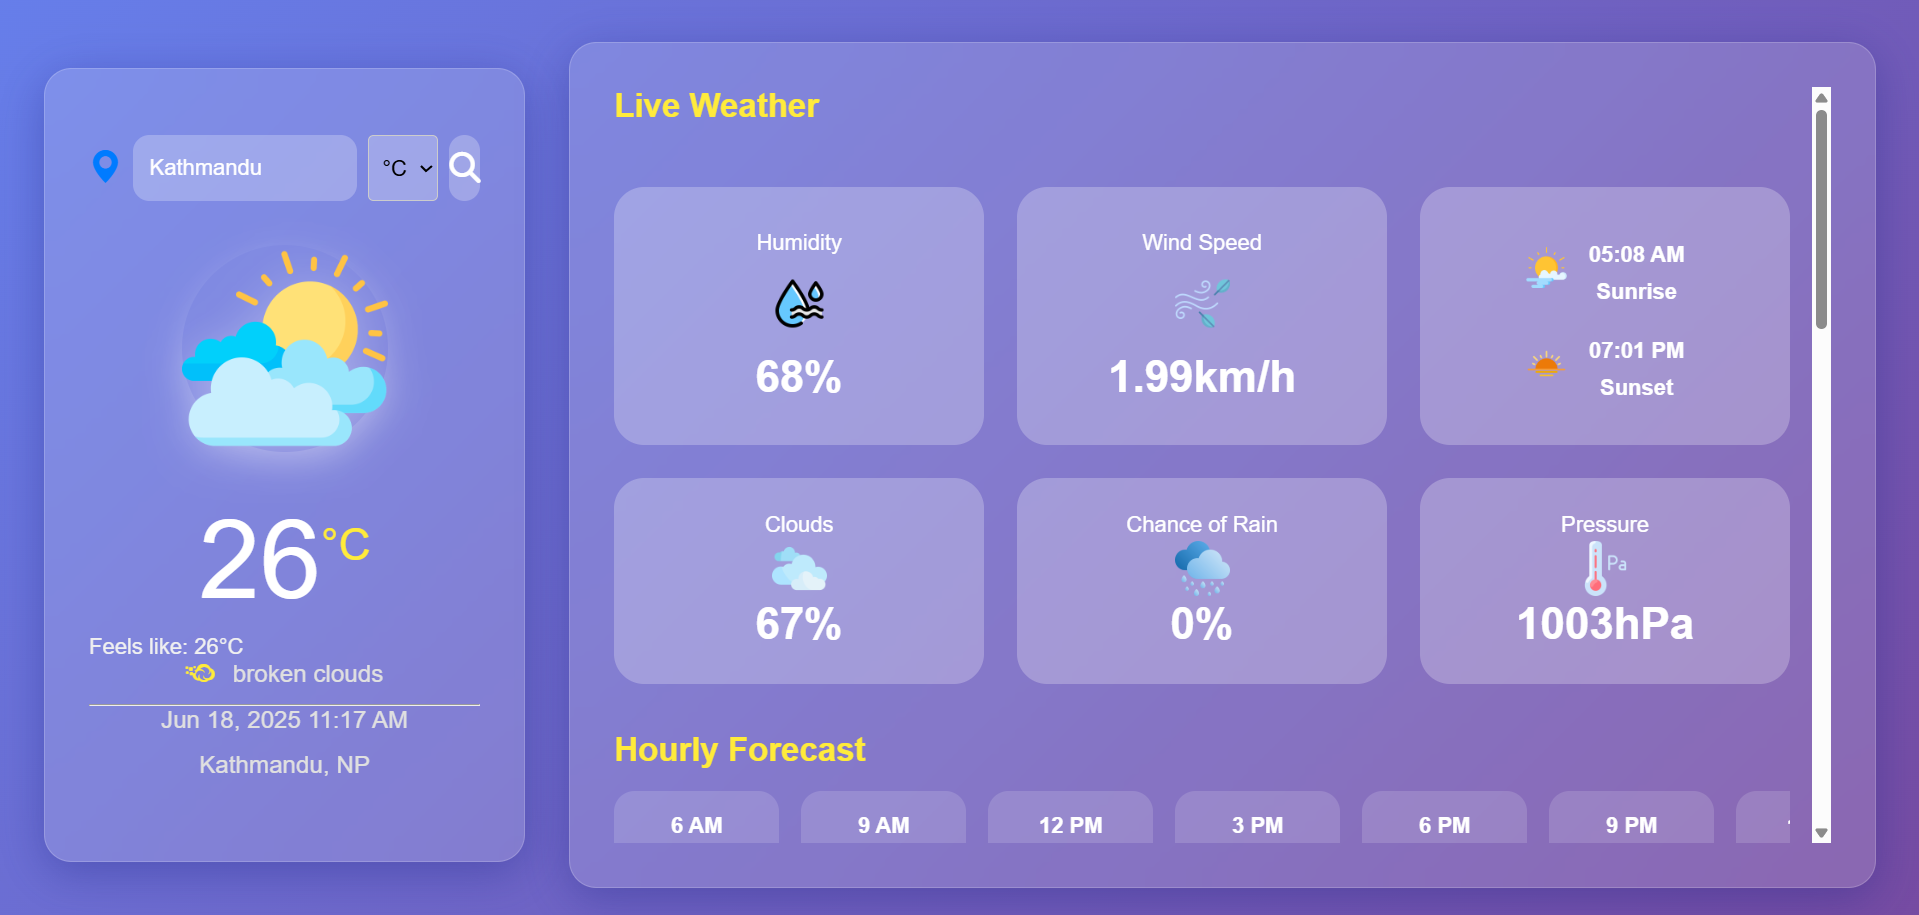 Kathmandu
°C
26°C
Feels like: 26°C
broken clouds
Jun 18, 2025 11:17 AM
Kathmandu, NP
Live Weather
Humidity
68%
Wind Speed
1.99km/h
05:08 AM
Sunrise
07:01 PM
Sunset
Clouds
67%
Chance of Rain
0%
Pressure
Pa
1003hPa
Hourly Forecast
6 AM
9 AM
12 PM
3 PM
6 PM
9 PM